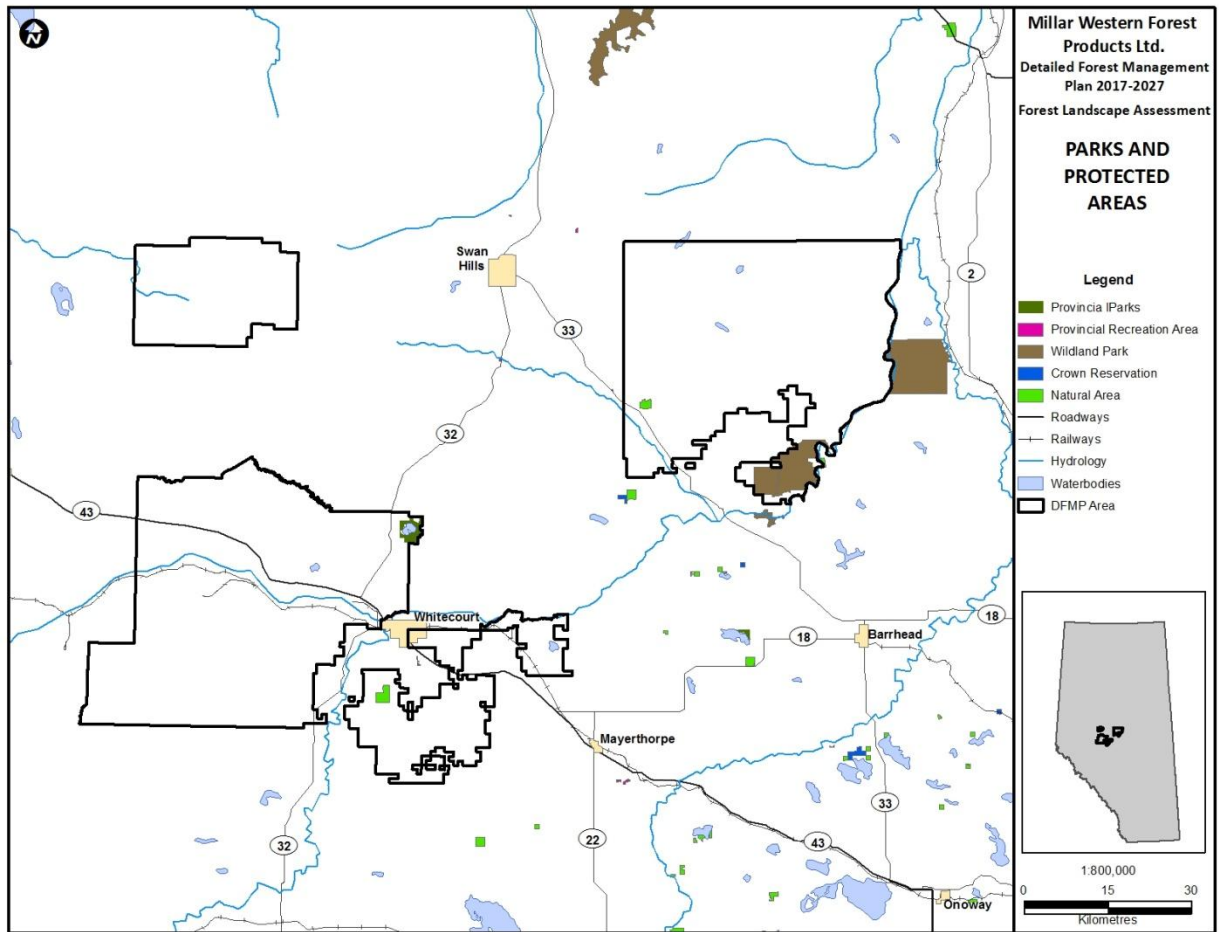 N
Swan
Hills
2
33
32
43
Whitecourt
18
18
Barrhead
Mayerthorpe
33
32
22
43
Onoway
Millar Western Forest
Products Ltd.
Detailed Forest Management
Plan 2017-2027
Forest Landscape Assessment
PARKS AND
PROTECTED
AREAS
Legend
Provincia lParks
Provincial Recreation Area
Wildland Park
Crown Reservation
Natural Area
Roadways
Railways
Hydrology
Waterbodies
DFMP Area
1:800,000
0 15 30
Kilometres